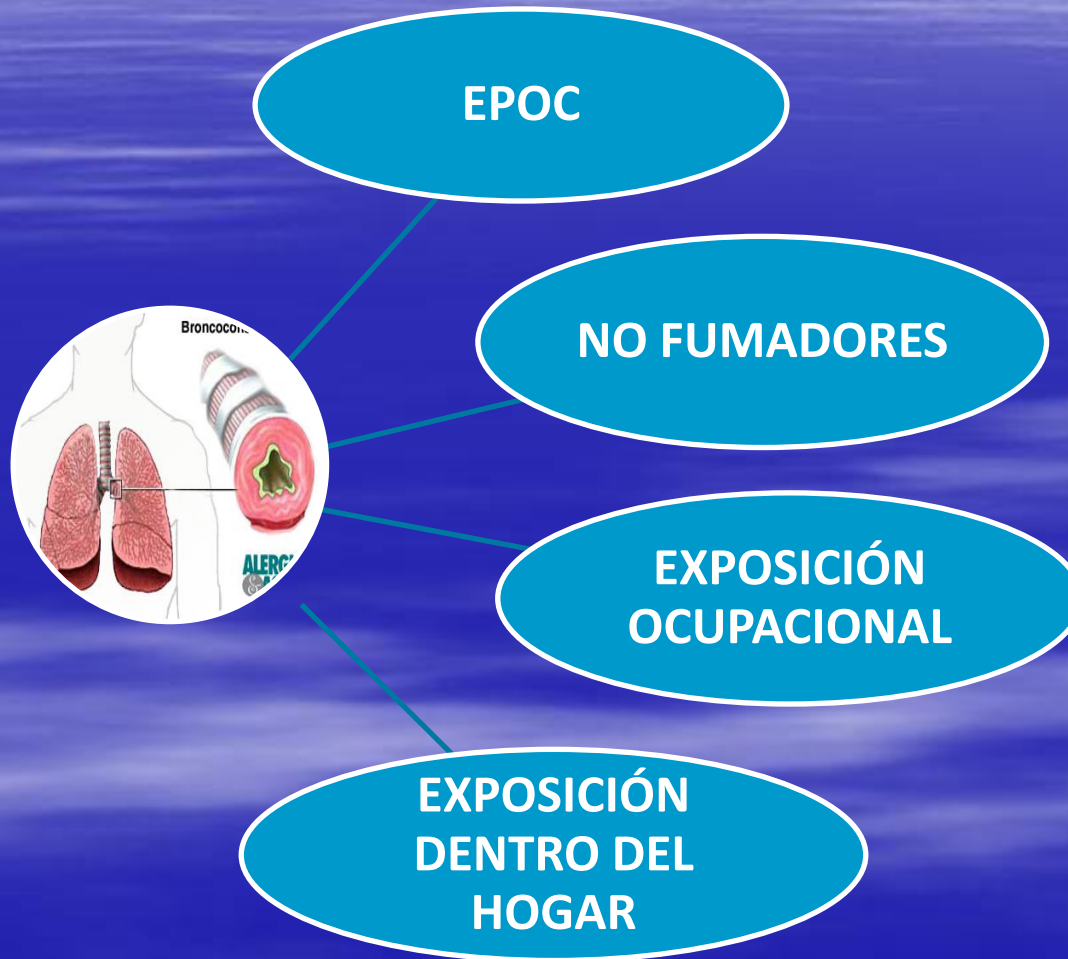 EPOC
NO FUMADORES
EXPOSICIÓN
OCUPACIONAL
EXPOSICIÓN
DENTRO DEL
HOGAR